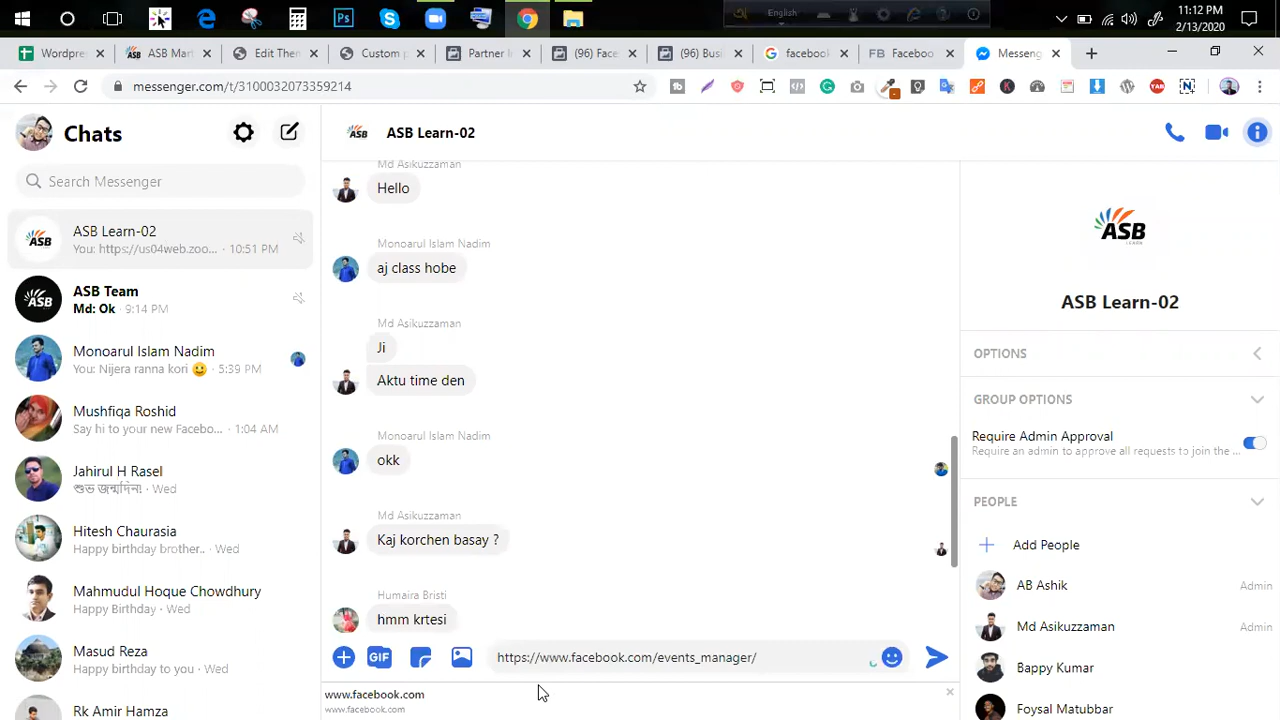 English
11:12 PM
2/13/2020
Wordpre
ASB Mar
Edit The
Custom p
Partner I
(96) Face
(96) Busi
facebook
FB Faceboo
Messeng
messenger.com/t/3100032073359214
Chats
Search Messenger
ASB Learn-02
You: https://us04web.zoo... · 10:51 PM
ASB Team
Md: Ok · 9:14 PM
Monoarul Islam Nadim
You: Nijera ranna kori · 5:39 PM
Mushfiqa Roshid
Say hi to your new Facebo... · 1:04 AM
Jahirul H Rasel
শুভ জন্মদিন! · Wed
Hitesh Chaurasia
Happy birthday brother.. · Wed
Mahmudul Hoque Chowdhury
Happy Birthday · Wed
Masud Reza
Happy birthday to you · Wed
Rk Amir Hamza
ASB ASB Learn-02
Md Asikuzzaman
Hello
Monoarul Islam Nadim
aj class hobe
Md Asikuzzaman
Ji
Aktu time den
Monoarul Islam Nadim
okk
Md Asikuzzaman
Kaj korchen basay ?
Humaira Bristi
hmm krtesi
GIF
https://www.facebook.com/events_manager/
www.facebook.com
www.facebook.com
ASB
LEARN
ASB Learn-02
OPTIONS
GROUP OPTIONS
Require Admin Approval
Require an admin to approve all requests to join the ...
PEOPLE
Add People
AB Ashik Admin
Md Asikuzzaman Admin
Bappy Kumar
Foysal Matubbar